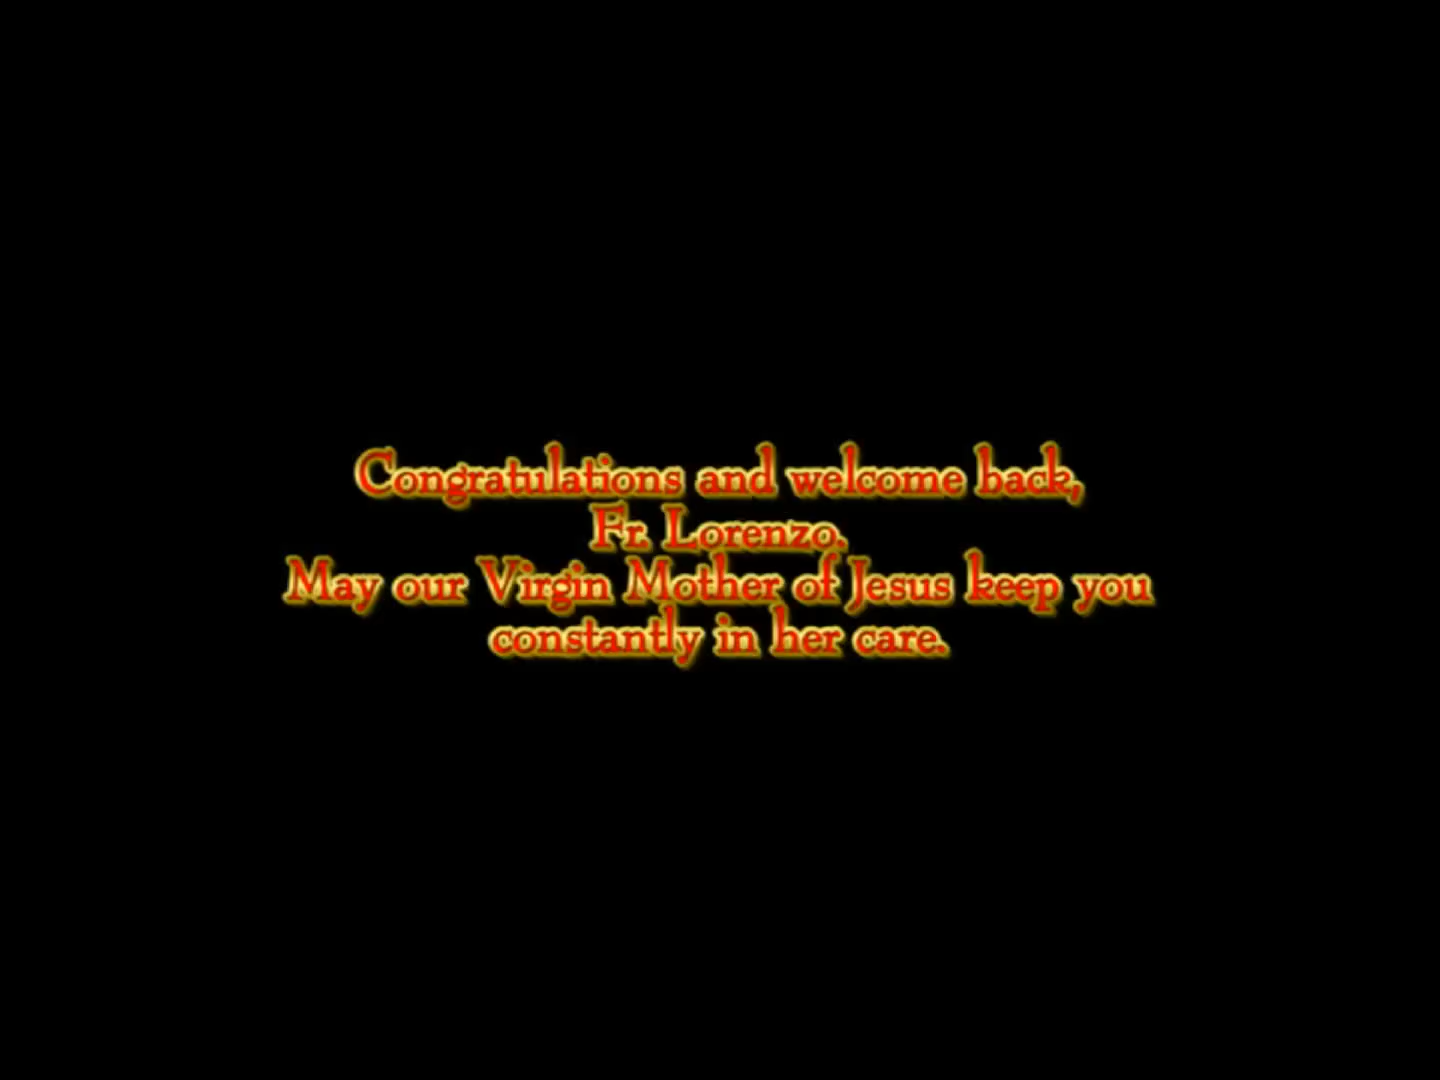 Congratulations and welcome back,
Fr. Lorenzo.
May our Virgin Mother of Jesus keep you
constantly in her care.